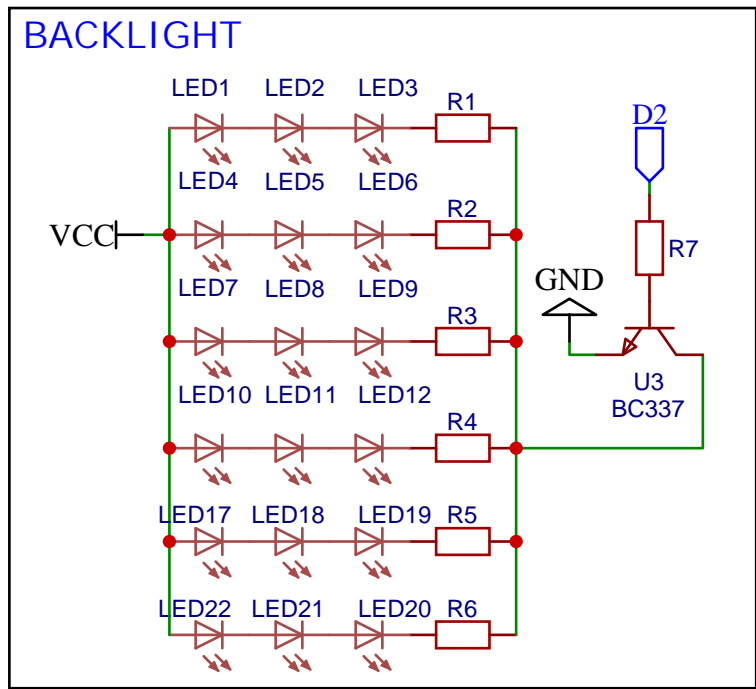 BACKLIGHT
LED1 LED2 LED3 R1
D2
LED4 LED5 LED6 R2
VCC
R7
LED7 LED8 LED9 R3
GND
U3
BC337
LED10 LED11 LED12 R4
LED17 LED18 LED19 R5
LED22 LED21 LED20 R6